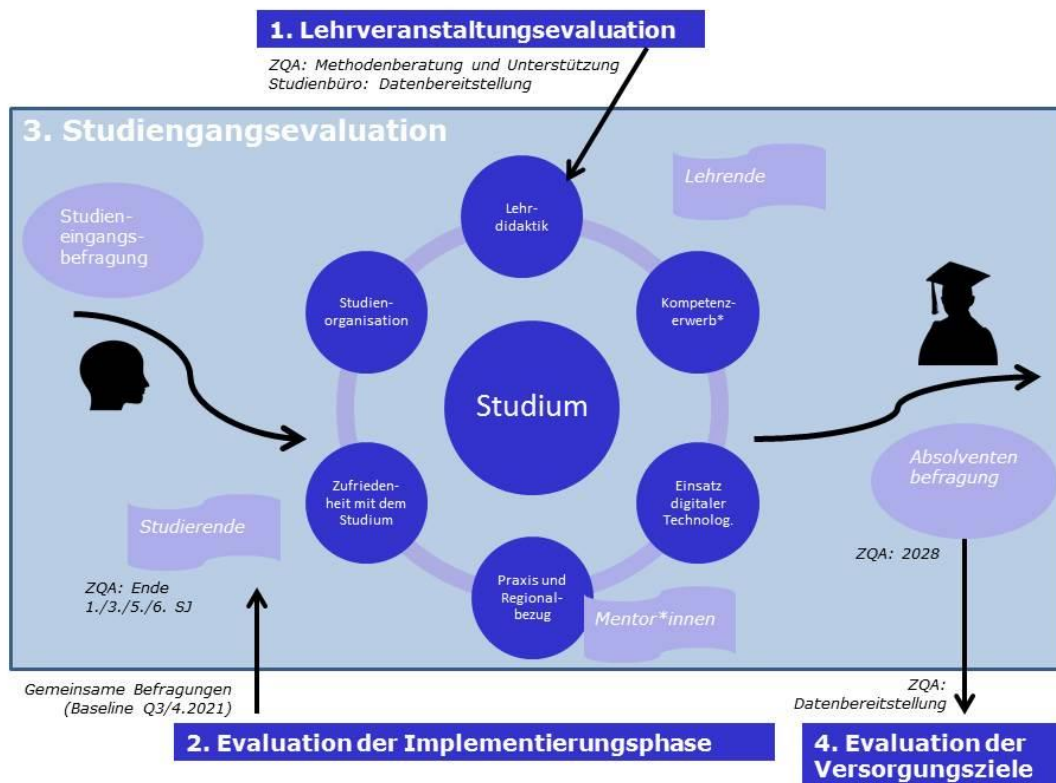 1. Lehrveranstaltungsevaluation
ZQA: Methodenberatung und Unterstützung
Studienbüro: Datenbereitstellung
3. Studiengangsevaluation
Studien-
eingangs-
befragung
Lehr-
didaktik
Lehrende
Studien-
organisation
Kompetenz-
erwerb*
Studium
Zufrieden-
heit mit dem
Studium
Einsatz
digitaler
Technolog.
Absolventen
befragung
Studierende
ZQA: Ende
1./3./5./6. SJ
Praxis und
Regional-
bezug
Mentor*innen
ZQA: 2028
Gemeinsame Befragungen
(Baseline Q3/4.2021)
ZQA:
Datenbereitstellung
2. Evaluation der Implementierungsphase
4. Evaluation der
Versorgungsziele